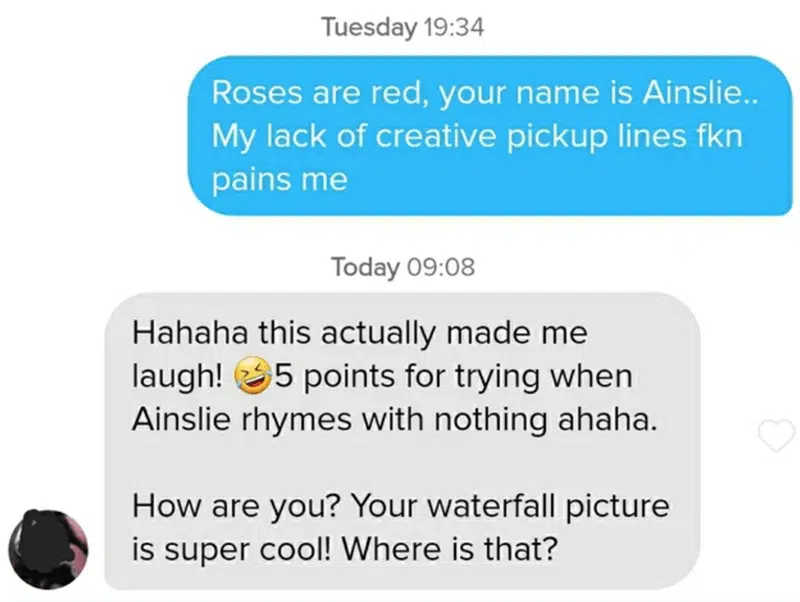 Tuesday 19:34
Roses are red, your name is Ainslie..
My lack of creative pickup lines fkn
pains me
Today 09:08
Hahaha this actually made me
laugh! 🤣5 points for trying when
Ainslie rhymes with nothing ahaha.
How are you? Your waterfall picture
is super cool! Where is that?